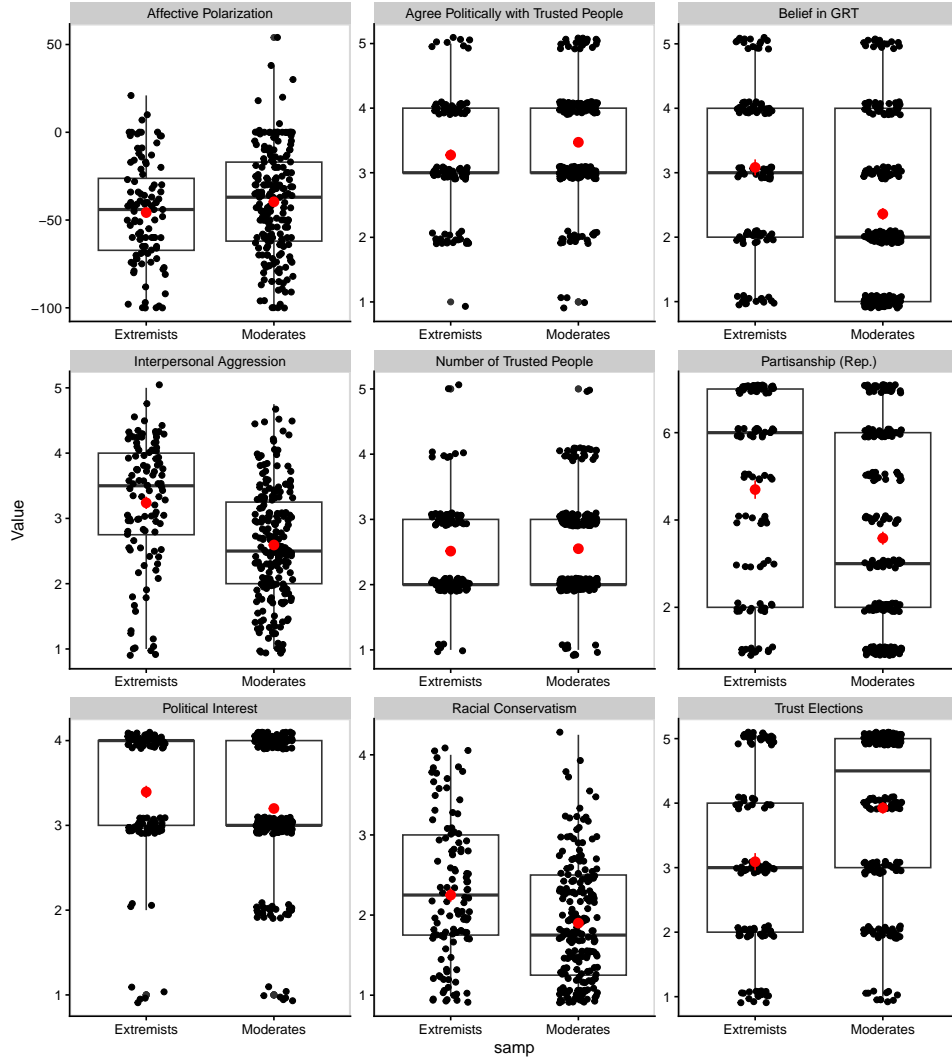 Affective Polarization
Agree Politically with Trusted People
Belief in GRT
50
0
−50
−100
5
4
3
2
1
5
4
3
2
1
Extremists
Moderates
Extremists
Moderates
Extremists
Moderates
Interpersonal Aggression
Number of Trusted People
Partisanship (Rep.)
5
4
3
2
1
5
4
3
2
1
6
4
2
Value
Extremists
Moderates
Extremists
Moderates
Extremists
Moderates
Political Interest
Racial Conservatism
Trust Elections
4
3
2
1
4
3
2
1
5
4
3
2
1
Extremists
Moderates
Extremists
Moderates
Extremists
Moderates
samp